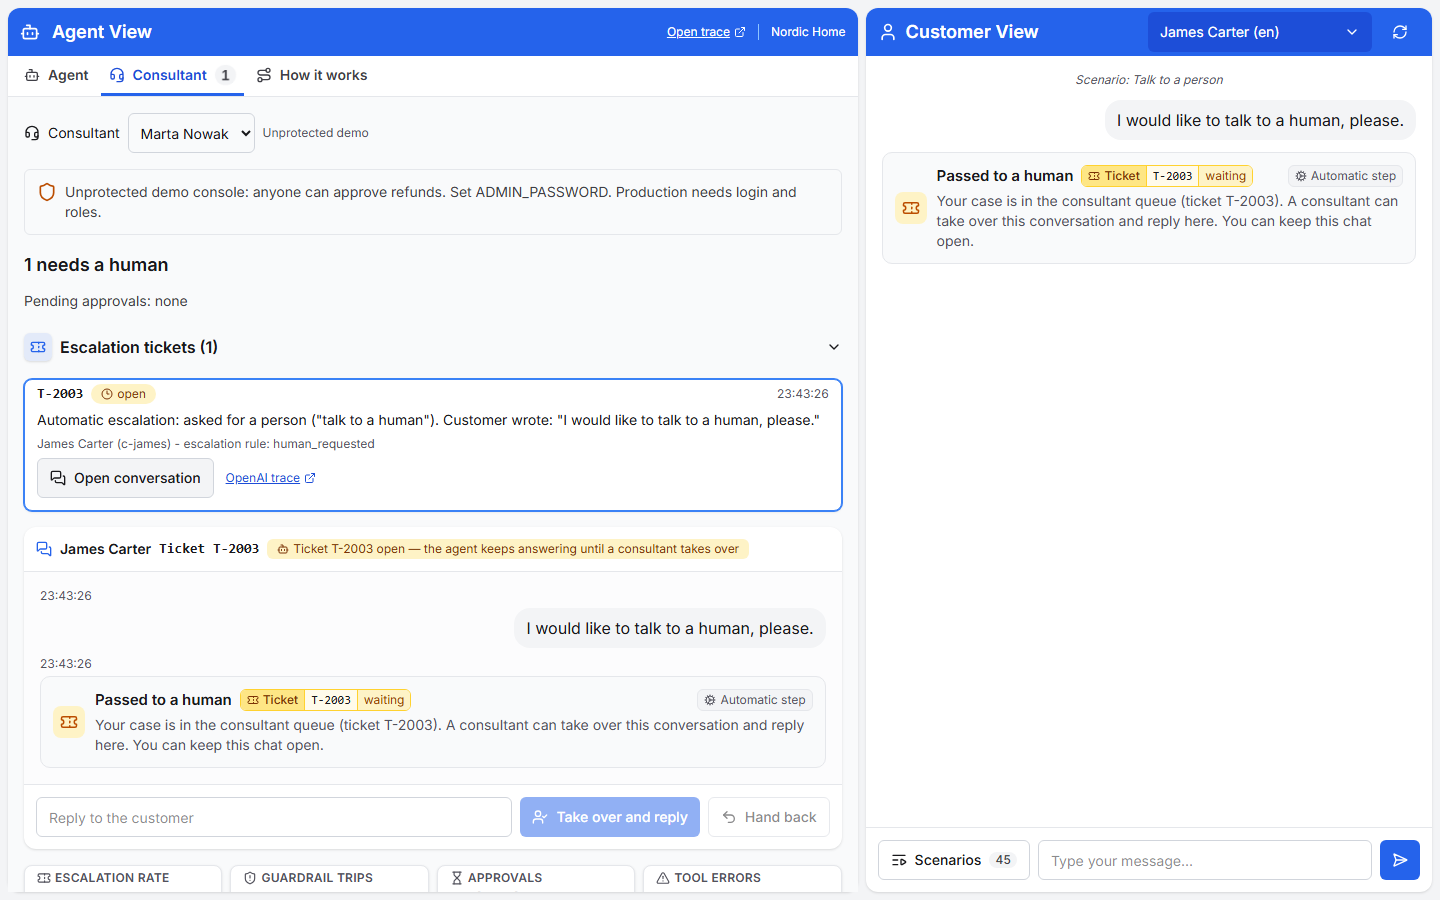 Agent View
Open trace
Nordic Home
Agent
Consultant 1
How it works
Consultant
Marta Nowak
Unprotected demo
Unprotected demo console: anyone can approve refunds. Set ADMIN_PASSWORD. Production needs login and
roles.
1 needs a human
Pending approvals: none
Escalation tickets (1)
T-2003 open 23:43:26
Automatic escalation: asked for a person ("talk to a human"). Customer wrote: "I would like to talk to a human, please."
James Carter (c-james) - escalation rule: human_requested
Open conversation
OpenAI trace
James Carter Ticket T-2003 Ticket T-2003 open — the agent keeps answering until a consultant takes over
23:43:26
I would like to talk to a human, please.
23:43:26
Passed to a human Ticket T-2003 waiting Automatic step
Your case is in the consultant queue (ticket T-2003). A consultant can take over this conversation and reply
here. You can keep this chat open.
Reply to the customer
Take over and reply
Hand back
ESCALATION RATE
GUARDRAIL TRIPS
APPROVALS
TOOL ERRORS
Customer View
James Carter (en)
Scenario: Talk to a person
I would like to talk to a human, please.
Passed to a human Ticket T-2003 waiting Automatic step
Your case is in the consultant queue (ticket T-2003). A consultant can
take over this conversation and reply here. You can keep this chat
open.
Scenarios 45
Type your message...